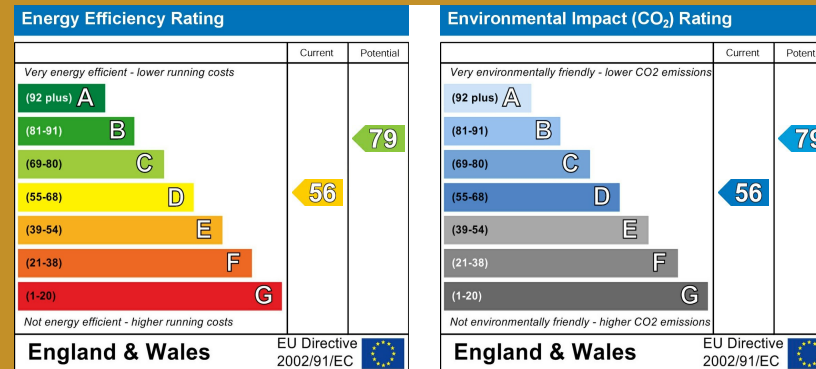 Energy Efficiency Rating
Current Potential
Very energy efficient - lower running costs
(92 plus) A
(81-91) B
79
(69-80) C
(55-68) D
56
(39-54) E
(21-38) F
(1-20) G
Not energy efficient - higher running costs
England & Wales
EU Directive
2002/91/EC
Environmental Impact (CO₂) Rating
Current Potent
Very environmentally friendly - lower CO2 emissions
(92 plus) A
(81-91) B
79
(69-80) C
(55-68) D
56
(39-54) E
(21-38) F
(1-20) G
Not environmentally friendly - higher CO2 emissions
England & Wales
EU Directive
2002/91/EC